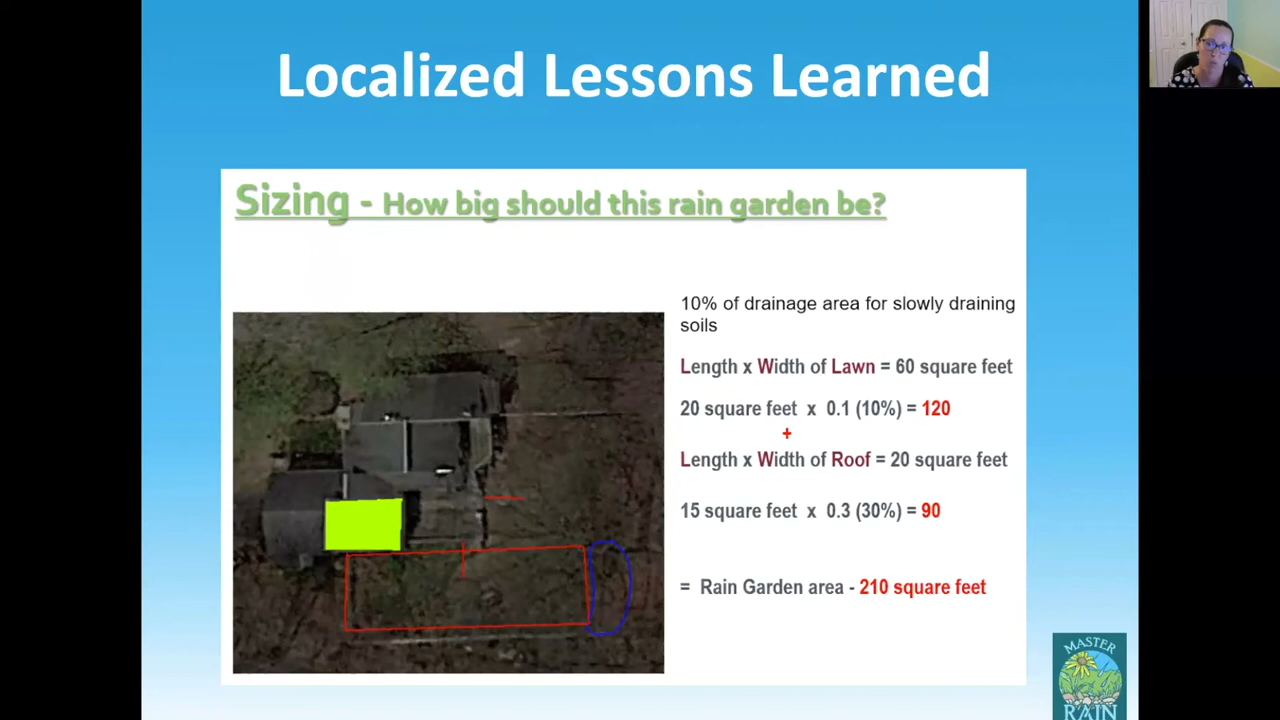 Localized Lessons Learned
Sizing - How big should this rain garden be?
10% of drainage area for slowly draining
soils
Length x Width of Lawn = 60 square feet
20 square feet x 0.1 (10%) = 120
+
Length x Width of Roof = 20 square feet
15 square feet x 0.3 (30%) = 90
= Rain Garden area - 210 square feet
MASTER
RAIN